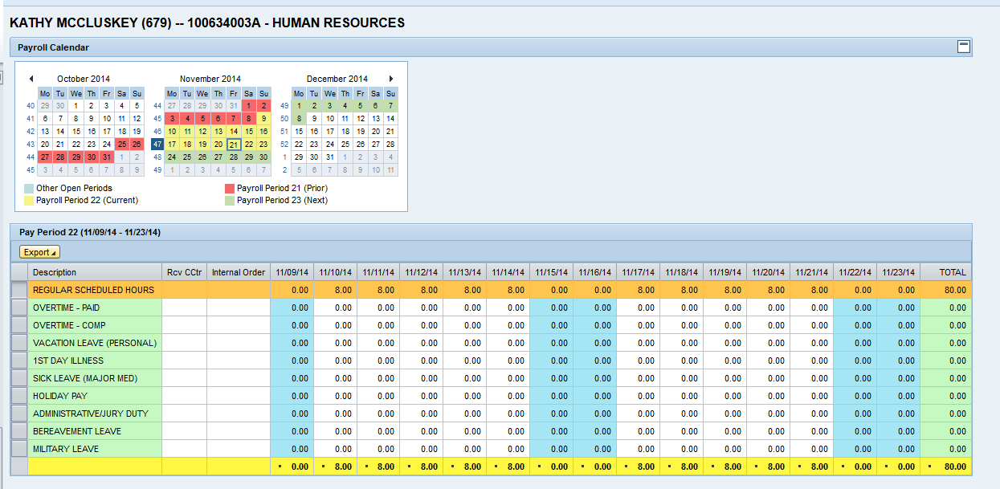 KATHY MCCLUSKEY (679) -- 100634003A - HUMAN RESOURCES
Payroll Calendar
October 2014 November 2014 December 2014
Mo Tu We Th Fr Sa Su Mo Tu We Th Fr Sa Su Mo Tu We Th Fr Sa Su
40 29 30 1 2 3 4 5 44 27 28 29 30 31 1 2 49 1 2 3 4 5 6 7
41 6 7 8 9 10 11 12 45 3 4 5 6 7 8 9 50 8 9 10 11 12 13 14
42 13 14 15 16 17 18 19 46 10 11 12 13 14 15 16 51 15 16 17 18 19 20 21
43 20 21 22 23 24 25 26 47 17 18 19 20 21 22 23 52 22 23 24 25 26 27 28
44 27 28 29 30 31 1 2 48 24 25 26 27 28 29 30 1 29 30 31 1 2 3 4
45 3 4 5 6 7 8 9 49 1 2 3 4 5 6 7 2 5 6 7 8 9 10 11
Other Open Periods Payroll Period 21 (Prior)
Payroll Period 22 (Current) Payroll Period 23 (Next)
Pay Period 22 (11/09/14 - 11/23/14)
Export
Description Rcv CCtr Internal Order 11/09/14 11/10/14 11/11/14 11/12/14 11/13/14 11/14/14 11/15/14 11/16/14 11/17/14 11/18/14 11/19/14 11/20/14 11/21/14 11/22/14 11/23/14 TOTAL
REGULAR SCHEDULED HOURS 0.00 8.00 8.00 8.00 8.00 8.00 0.00 0.00 8.00 8.00 8.00 8.00 8.00 0.00 0.00 80.00
OVERTIME - PAID 0.00 0.00 0.00 0.00 0.00 0.00 0.00 0.00 0.00 0.00 0.00 0.00 0.00 0.00 0.00 0.00
OVERTIME - COMP 0.00 0.00 0.00 0.00 0.00 0.00 0.00 0.00 0.00 0.00 0.00 0.00 0.00 0.00 0.00 0.00
VACATION LEAVE (PERSONAL) 0.00 0.00 0.00 0.00 0.00 0.00 0.00 0.00 0.00 0.00 0.00 0.00 0.00 0.00 0.00 0.00
1ST DAY ILLNESS 0.00 0.00 0.00 0.00 0.00 0.00 0.00 0.00 0.00 0.00 0.00 0.00 0.00 0.00 0.00 0.00
SICK LEAVE (MAJOR MED) 0.00 0.00 0.00 0.00 0.00 0.00 0.00 0.00 0.00 0.00 0.00 0.00 0.00 0.00 0.00 0.00
HOLIDAY PAY 0.00 0.00 0.00 0.00 0.00 0.00 0.00 0.00 0.00 0.00 0.00 0.00 0.00 0.00 0.00 0.00
ADMINISTRATIVE/JURY DUTY 0.00 0.00 0.00 0.00 0.00 0.00 0.00 0.00 0.00 0.00 0.00 0.00 0.00 0.00 0.00 0.00
BEREAVEMENT LEAVE 0.00 0.00 0.00 0.00 0.00 0.00 0.00 0.00 0.00 0.00 0.00 0.00 0.00 0.00 0.00 0.00
MILITARY LEAVE 0.00 0.00 0.00 0.00 0.00 0.00 0.00 0.00 0.00 0.00 0.00 0.00 0.00 0.00 0.00 0.00
▪ 0.00 ▪ 8.00 ▪ 8.00 ▪ 8.00 ▪ 8.00 ▪ 8.00 ▪ 0.00 ▪ 0.00 ▪ 8.00 ▪ 8.00 ▪ 8.00 ▪ 8.00 ▪ 8.00 ▪ 0.00 ▪ 0.00 ▪ 80.00